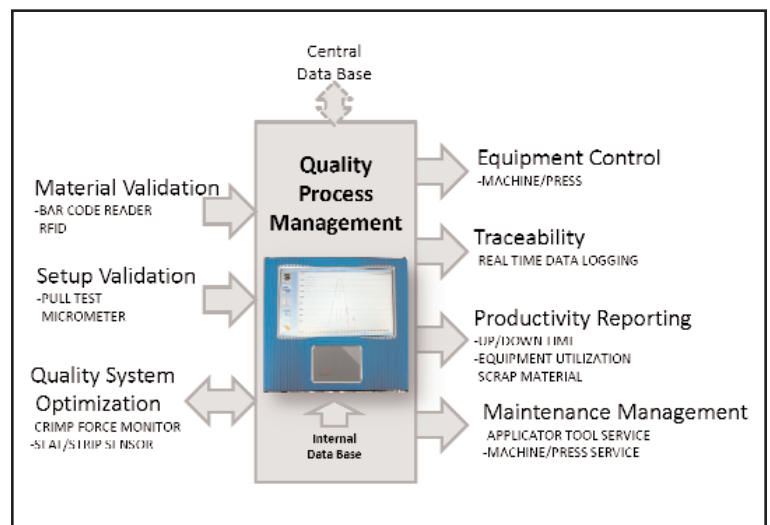 Central
Data Base
Quality
Process
Management
Material Validation
-BAR CODE READER
RFID
Setup Validation
-PULL TEST
MICROMETER
Quality System
Optimization
CRIMP FORCE MONITOR
-SEAL/STRIP SENSOR
Internal
Data Base
Equipment Control
-MACHINE/PRESS
Traceability
REAL TIME DATA LOGGING
Productivity Reporting
-UP/DOWN TIME
-EQUIPMENT UTILIZATION
SCRAP MATERIAL
Maintenance Management
APPLICATOR TOOL SERVICE
-MACHINE/PRESS SERVICE